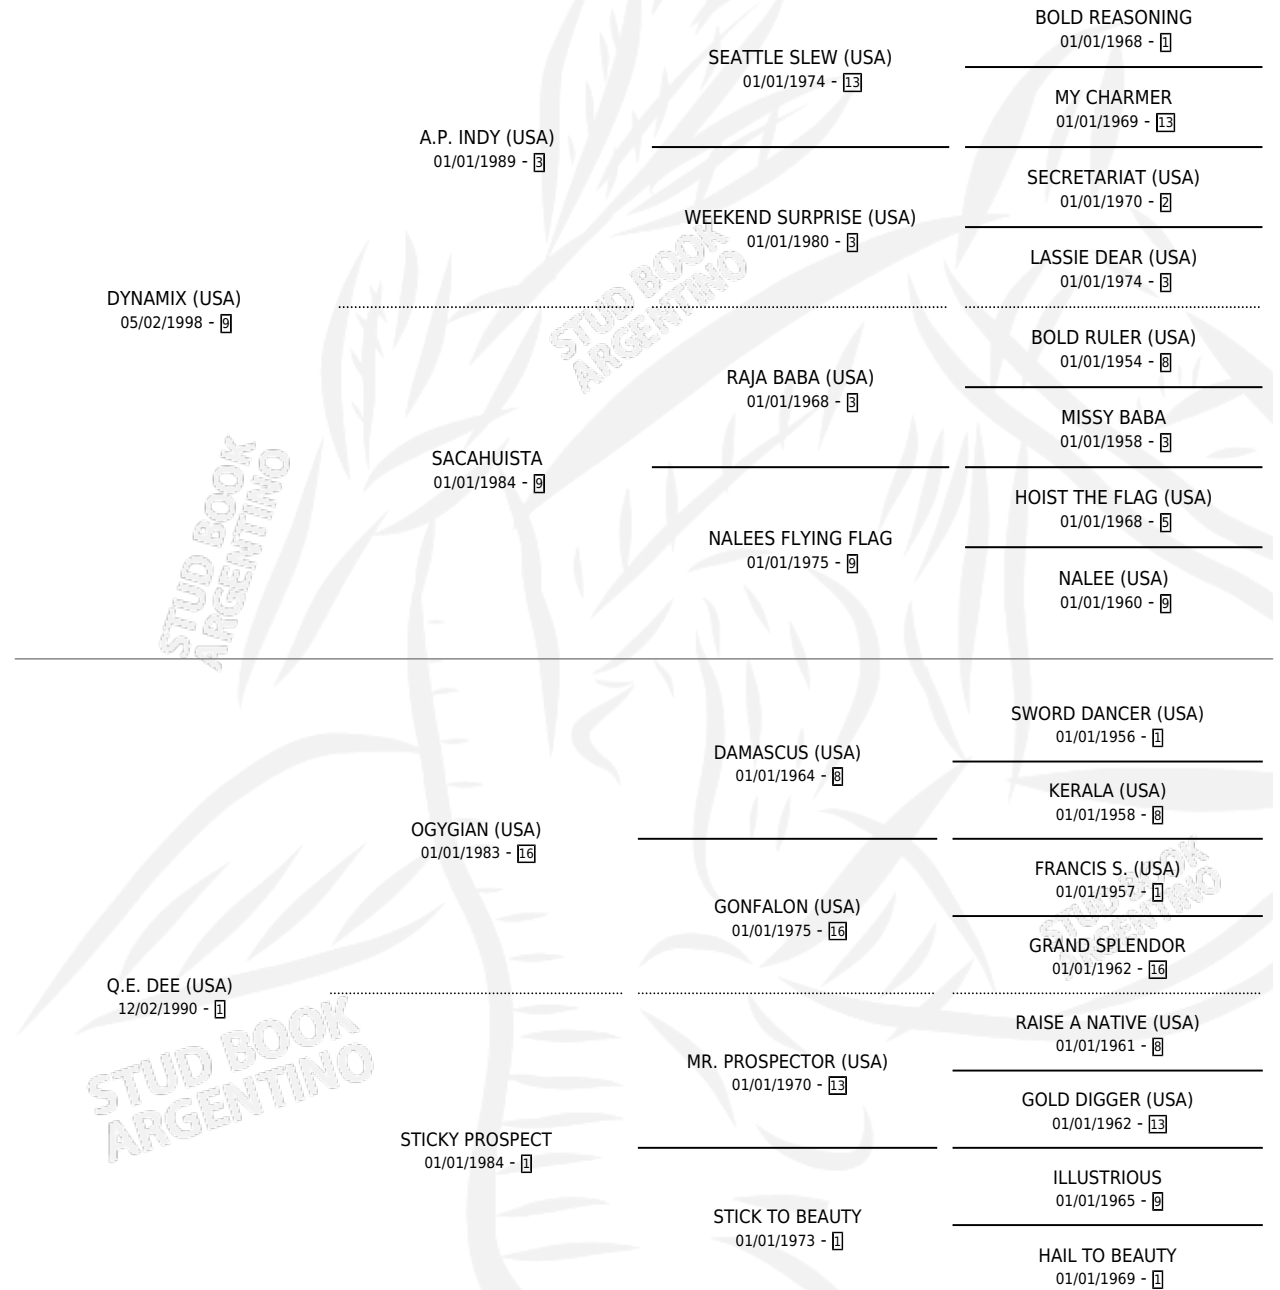 BOLD REASONING
01/01/1968 - 1
SEATTLE SLEW (USA)
01/01/1974 - 13
MY CHARMER
01/01/1969 - 13
A.P. INDY (USA)
01/01/1989 - 3
SECRETARIAT (USA)
01/01/1970 - 2
WEEKEND SURPRISE (USA)
01/01/1980 - 3
LASSIE DEAR (USA)
01/01/1974 - 3
DYNAMIX (USA)
05/02/1998 - 9
STUD BOOK
ARGENTINO
BOLD RULER (USA)
01/01/1954 - 8
RAJA BABA (USA)
01/01/1968 - 3
MISSY BABA
01/01/1958 - 3
SACAHUISTA
01/01/1984 - 9
HOIST THE FLAG (USA)
01/01/1968 - 5
NALEES FLYING FLAG
01/01/1975 - 9
NALEE (USA)
01/01/1960 - 9
STUD BOOK
ARGENTINO
SWORD DANCER (USA)
01/01/1956 - 1
DAMASCUS (USA)
01/01/1964 - 8
KERALA (USA)
01/01/1958 - 8
OGYGIAN (USA)
01/01/1983 - 16
FRANCIS S. (USA)
01/01/1957 - 1
GONFALON (USA)
01/01/1975 - 16
GRAND SPLENDOR
01/01/1962 - 16
STUD BOOK
ARGENTINO
Q.E. DEE (USA)
12/02/1990 - 1
RAISE A NATIVE (USA)
01/01/1961 - 8
MR. PROSPECTOR (USA)
01/01/1970 - 13
GOLD DIGGER (USA)
01/01/1962 - 13
STUD BOOK
ARGENTINO
STICKY PROSPECT
01/01/1984 - 1
ILLUSTRIOUS
01/01/1965 - 9
STICK TO BEAUTY
01/01/1973 - 1
HAIL TO BEAUTY
01/01/1969 - 1